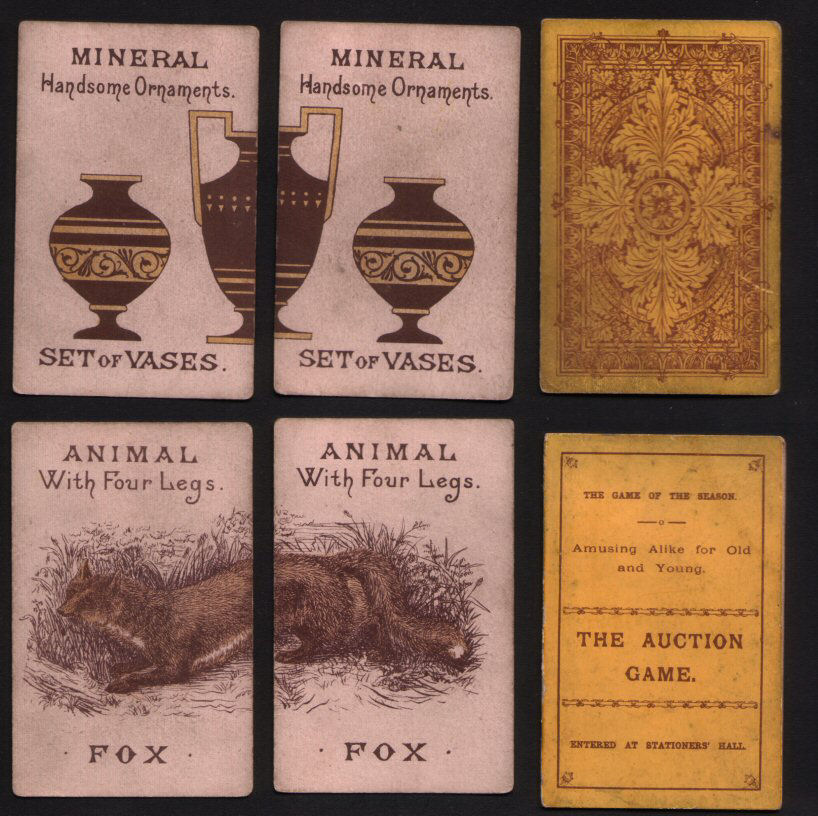 MINERAL
Handsome Ornaments.
SET OF VASES.
MINERAL
Handsome Ornaments.
SET OF VASES.
ANIMAL
With Four Legs.
· FOX ·
ANIMAL
With Four Legs.
· FOX ·
THE GAME OF THE SEASON.
Amusing Alike for Old
and Young.
THE AUCTION
GAME.
ENTERED AT STATIONERS' HALL.